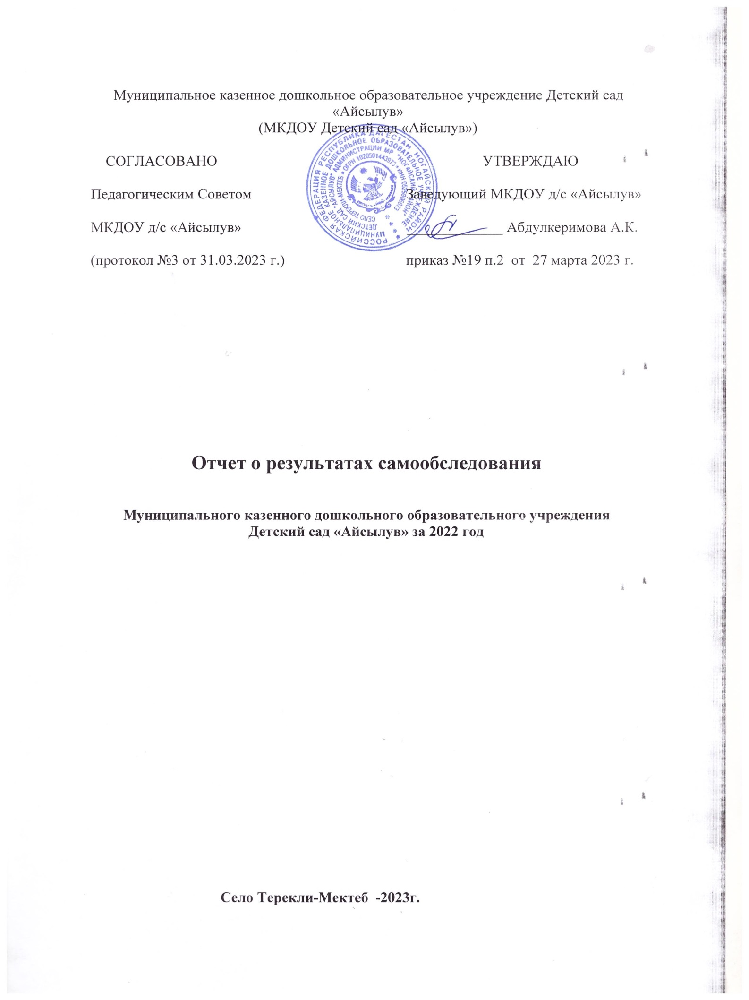 Муниципальное казенное дошкольное образовательное учреждение Детский сад
«Айсылув»
(МКДОУ Детский сад «Айсылув»)
СОГЛАСОВАНО
Педагогическим Советом
МКДОУ д/с «Айсылув»
(протокол №3 от 31.03.2023 г.)
РОССИЙСКАЯ ФЕДЕРАЦИЯ РЕСПУБЛИКА ДАГЕСТАН НОГАЙСКИЙ РАЙОН
МУНИЦИПАЛЬНОЕ КАЗЕННОЕ ДОШКОЛЬНОЕ ОБРАЗОВАТЕЛЬНОЕ УЧРЕЖДЕНИЕ
ДЕТСКИЙ САД "АЙСЫЛУВ" АДМИНИСТРАЦИИ МР "НОГАЙСКИЙ РАЙОН"
СЕЛО ТЕРЕКЛИ-МЕКТЕБ * ОГРН 1020501443973 * ИНН
УТВЕРЖДАЮ
Заведующий МКДОУ д/с «Айсылув»
_____________ Абдулкеримова А.К.
приказ №19 п.2 от 27 марта 2023 г.
Отчет о результатах самообследования
Муниципального казенного дошкольного образовательного учреждения
Детский сад «Айсылув» за 2022 год
Село Терекли-Мектеб -2023г.